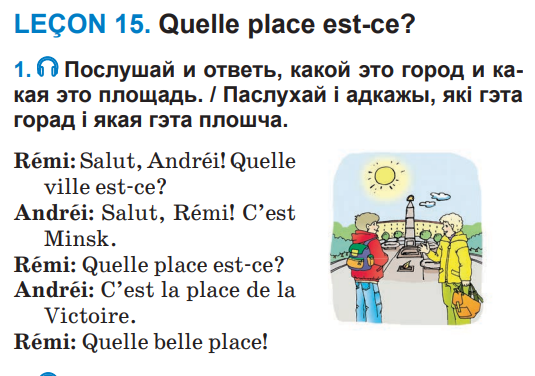 LEÇON 15. Quelle place est-ce?
1. Послушай и ответь, какой это город и ка-
кая это площадь. / Паслухай і адкажы, які гэта
горад і якая гэта плошча.
Rémi: Salut, Andréi! Quelle
ville est-ce?
Andréi: Salut, Rémi! C’est
Minsk.
Rémi: Quelle place est-ce?
Andréi: C’est la place de la
Victoire.
Rémi: Quelle belle place!